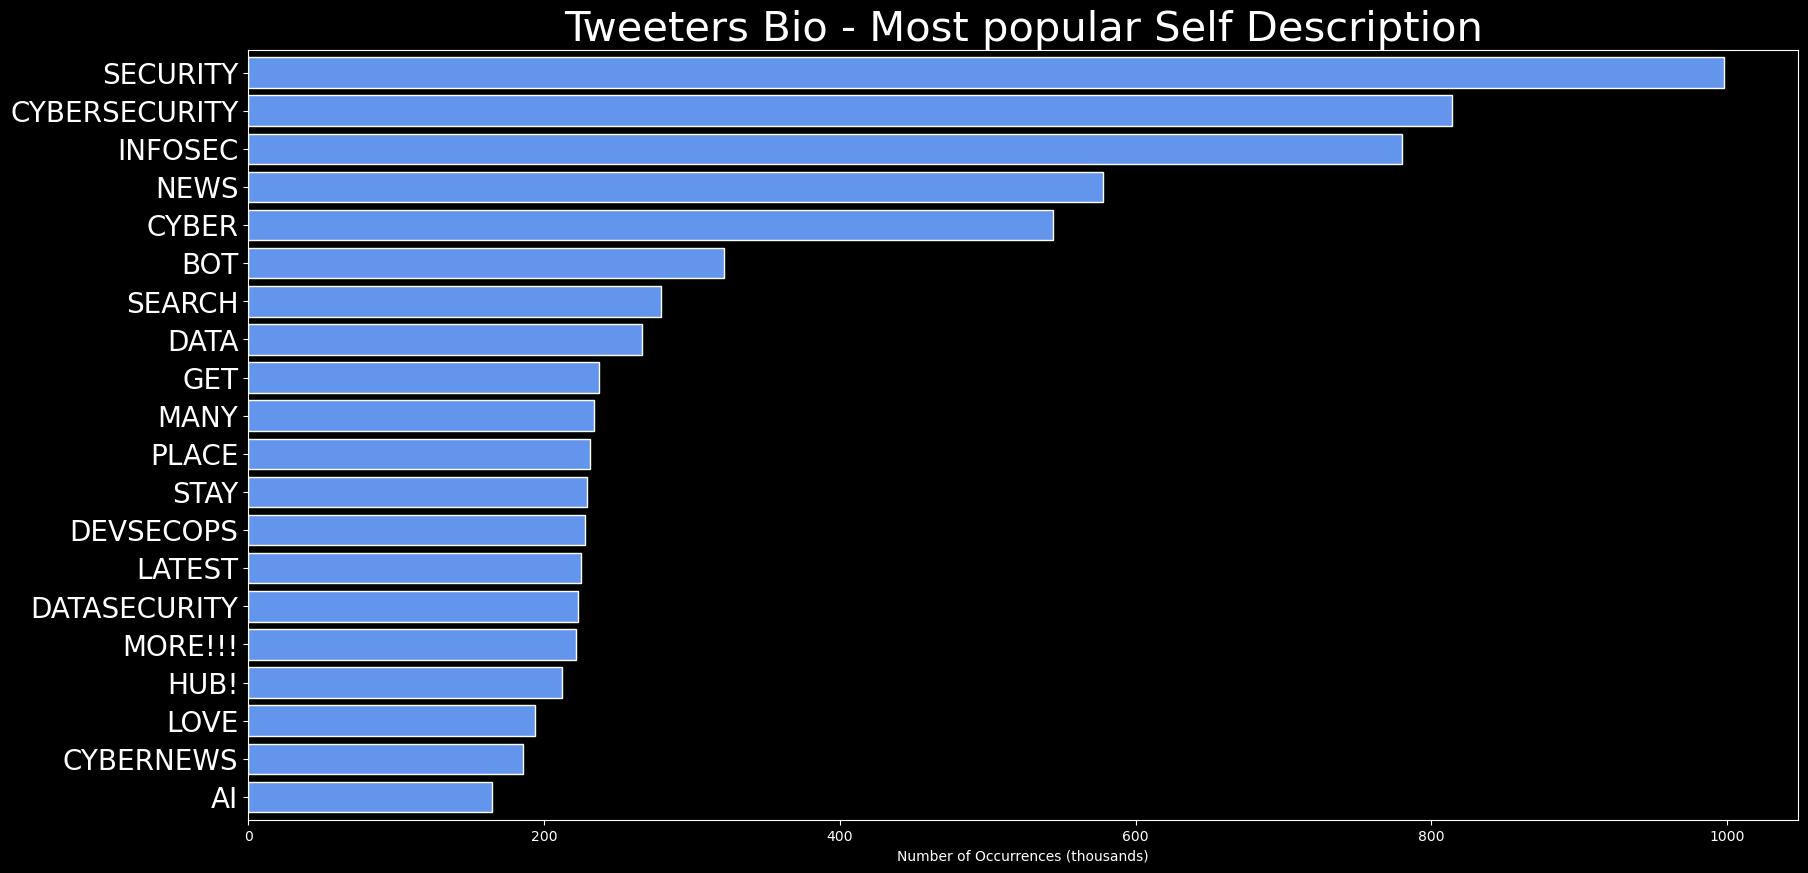 Tweeters Bio - Most popular Self Description
SECURITY
CYBERSECURITY
INFOSEC
NEWS
CYBER
BOT
SEARCH
DATA
GET
MANY
PLACE
STAY
DEVSECOPS
LATEST
DATASECURITY
MORE!!!
HUB!
LOVE
CYBERNEWS
AI
0 200 400 600 800 1000
Number of Occurrences (thousands)